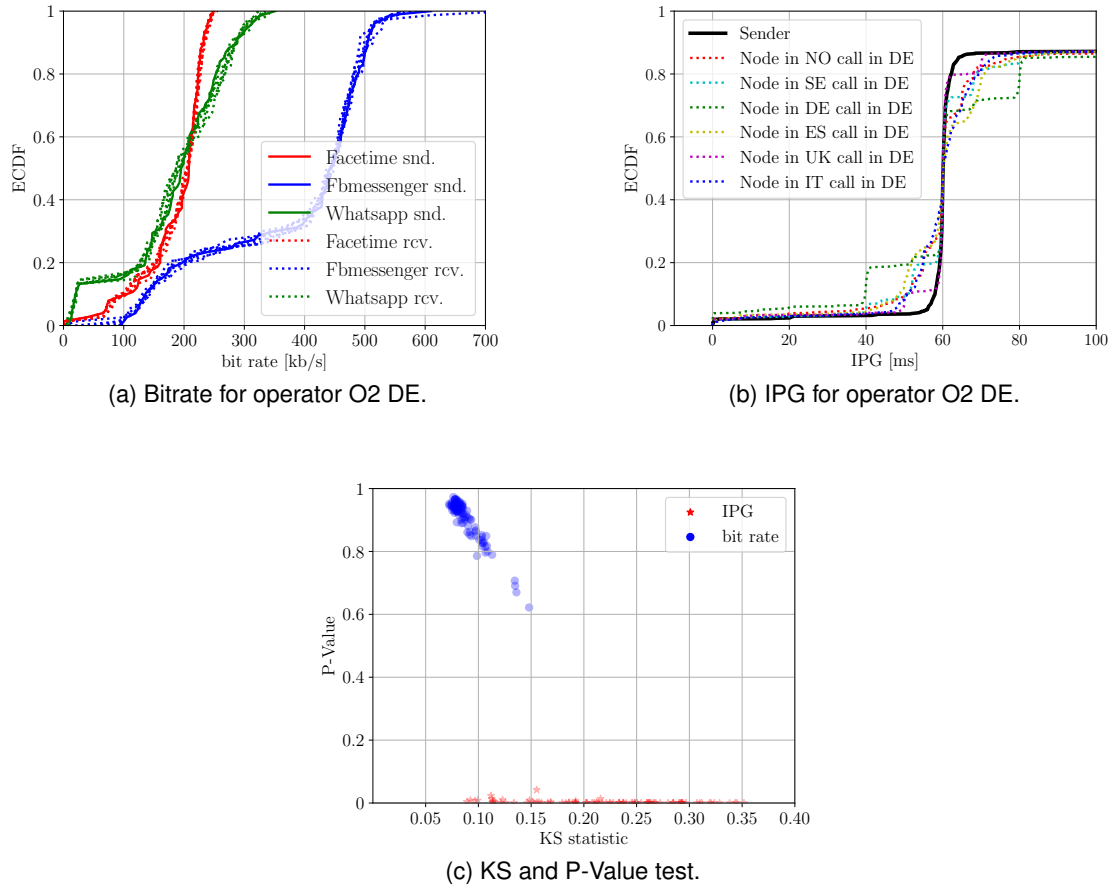 1
0.8
0.6
0.4
0.2
0
ECDF
0 100 200 300 400 500 600 700
bit rate [kb/s]
Facetime snd.
Fbmessenger snd.
Whatsapp snd.
Facetime rcv.
Fbmessenger rcv.
Whatsapp rcv.
(a) Bitrate for operator O2 DE.
1
0.8
0.6
0.4
0.2
0
ECDF
0 20 40 60 80 100
IPG [ms]
Sender
Node in NO call in DE
Node in SE call in DE
Node in DE call in DE
Node in ES call in DE
Node in UK call in DE
Node in IT call in DE
(b) IPG for operator O2 DE.
1
0.8
0.6
0.4
0.2
0
P-Value
0.05 0.10 0.15 0.20 0.25 0.30 0.35 0.40
KS statistic
IPG
bit rate
(c) KS and P-Value test.